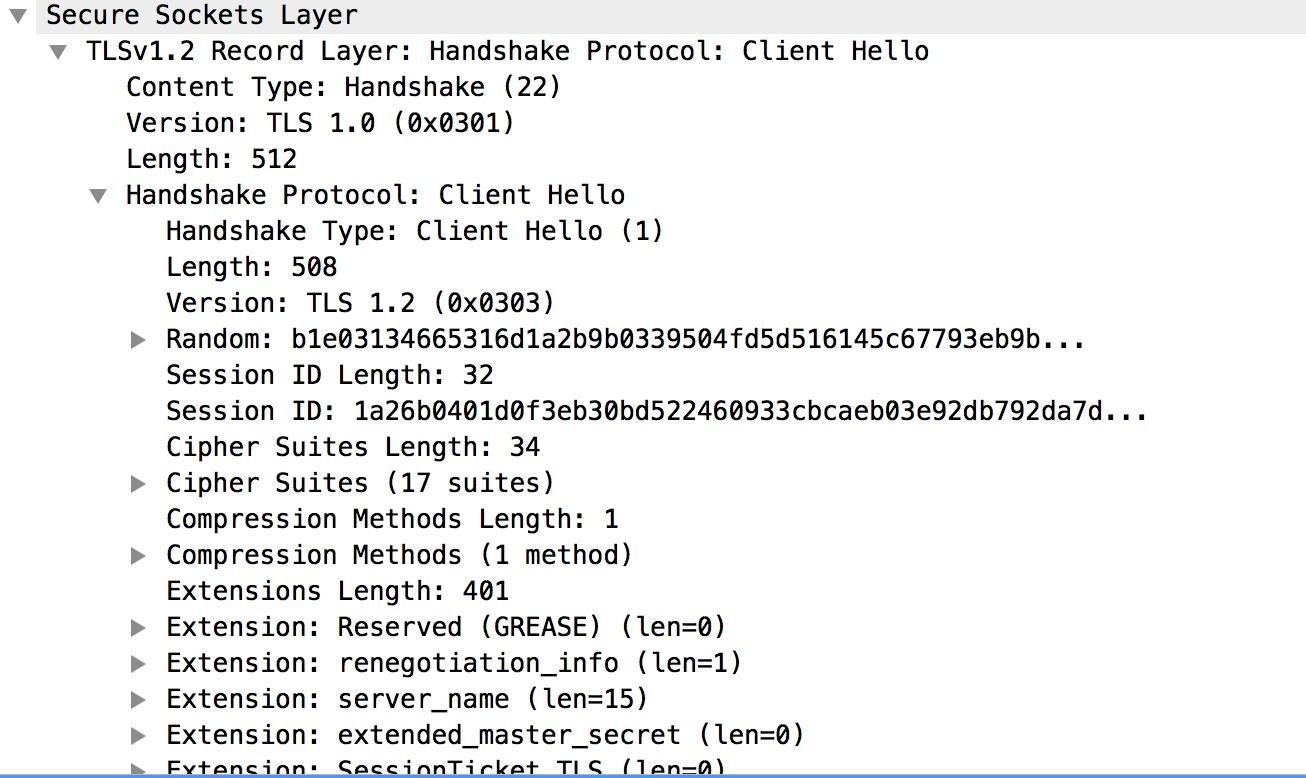 Secure Sockets Layer
TLSv1.2 Record Layer: Handshake Protocol: Client Hello
Content Type: Handshake (22)
Version: TLS 1.0 (0x0301)
Length: 512
Handshake Protocol: Client Hello
Handshake Type: Client Hello (1)
Length: 508
Version: TLS 1.2 (0x0303)
Random: b1e03134665316d1a2b9b0339504fd5d516145c67793eb9b...
Session ID Length: 32
Session ID: 1a26b0401d0f3eb30bd522460933cbcaeb03e92db792da7d...
Cipher Suites Length: 34
Cipher Suites (17 suites)
Compression Methods Length: 1
Compression Methods (1 method)
Extensions Length: 401
Extension: Reserved (GREASE) (len=0)
Extension: renegotiation_info (len=1)
Extension: server_name (len=15)
Extension: extended_master_secret (len=0)
Extension: SessionTicket TLS (len=0)